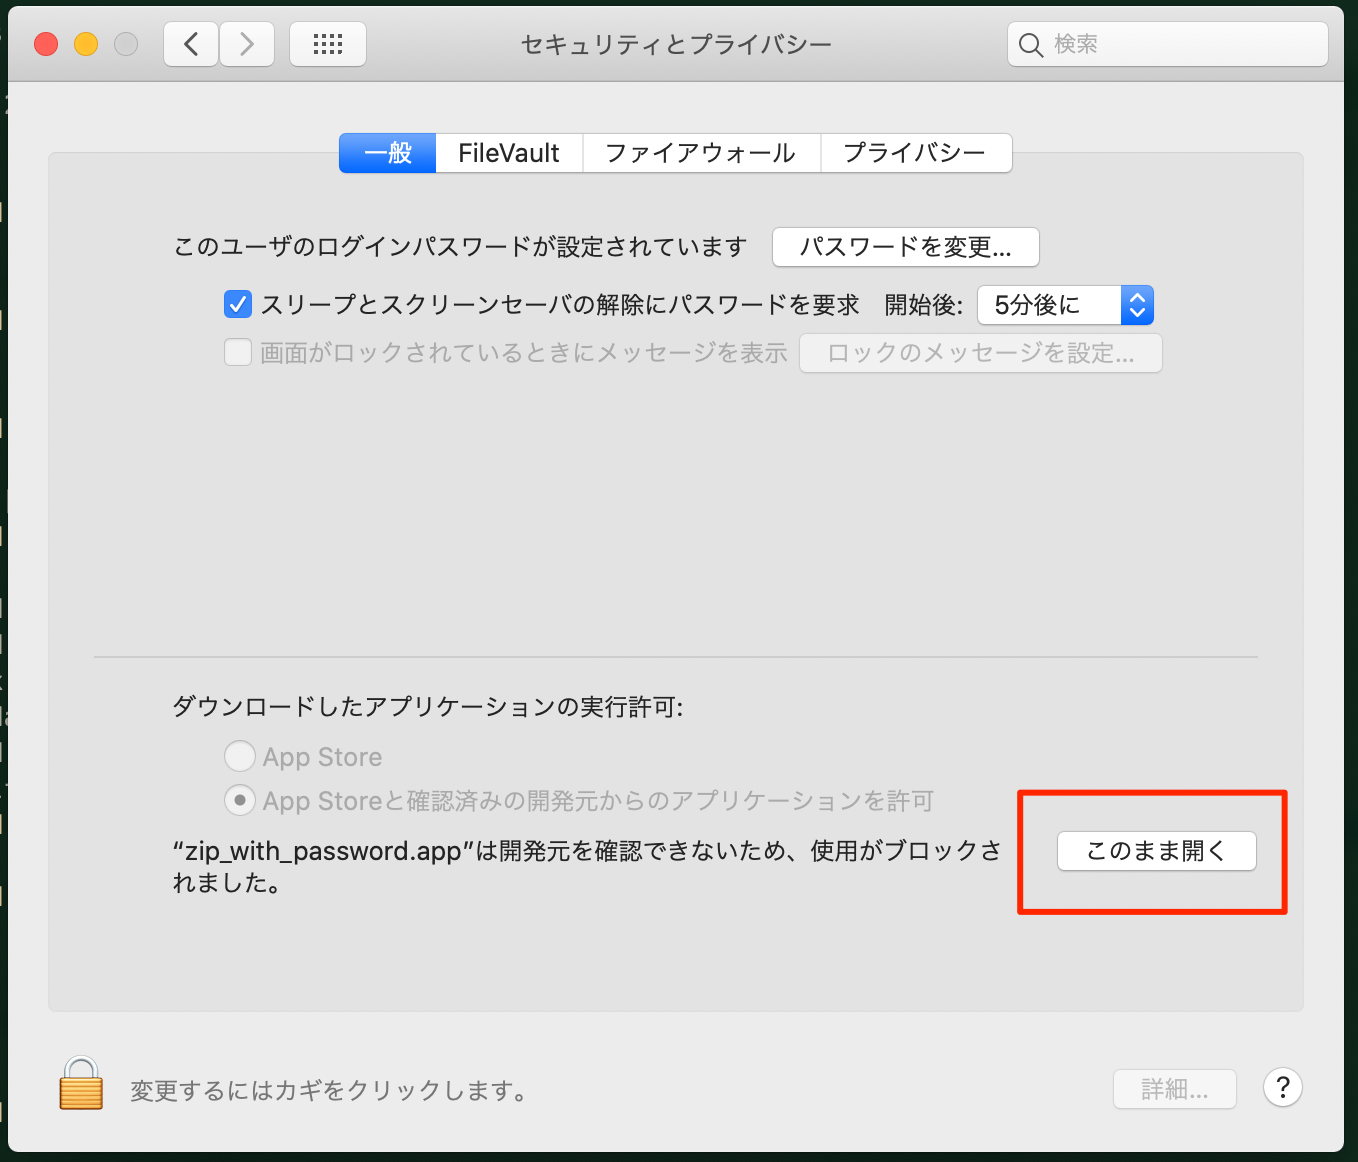 セキュリティとプライバシー
検索
一般 FileVault ファイアウォール プライバシー
このユーザのログインパスワードが設定されています パスワードを変更...
スリープとスクリーンセーバの解除にパスワードを要求 開始後: 5分後に
画面がロックされているときにメッセージを表示 ロックのメッセージを設定...
ダウンロードしたアプリケーションの実行許可:
App Store
App Storeと確認済みの開発元からのアプリケーションを許可
“zip_with_password.app”は開発元を確認できないため、使用がブロックさ
れました。
このまま開く
変更するにはカギをクリックします。
詳細... ?